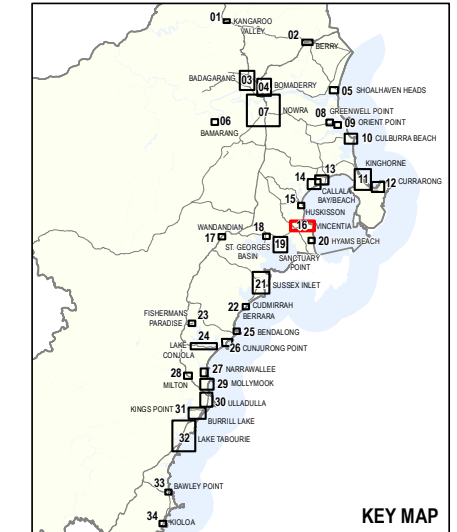 01
KANGAROO
VALLEY
02
BERRY
BADAGARANG
03
04
BOMADERRY
05
SHOALHAVEN HEADS
07
NOWRA
06
BAMARANG
08
GREENWELL POINT
09
ORIENT POINT
10
CULBURRA BEACH
KINGHORNE
11
12
CURRARONG
13
14
CALLALA
BAY/BEACH
15
HUSKISSON
16
VINCENTIA
WANDANDIAN
17
18
ST. GEORGES
BASIN
19
20
HYAMS BEACH
SANCTUARY
POINT
21
SUSSEX INLET
22
CUDMIRRAH
BERRARA
FISHERMANS
PARADISE
23
24
LAKE
CONJOLA
25
BENDALONG
26
CUNJURONG POINT
27
NARRAWALLEE
28
MILTON
29
MOLLYMOOK
30
ULLADULLA
KINGS POINT
31
BURRILL LAKE
32
LAKE TABOURIE
33
BAWLEY POINT
34
KIOLOA
KEY MAP